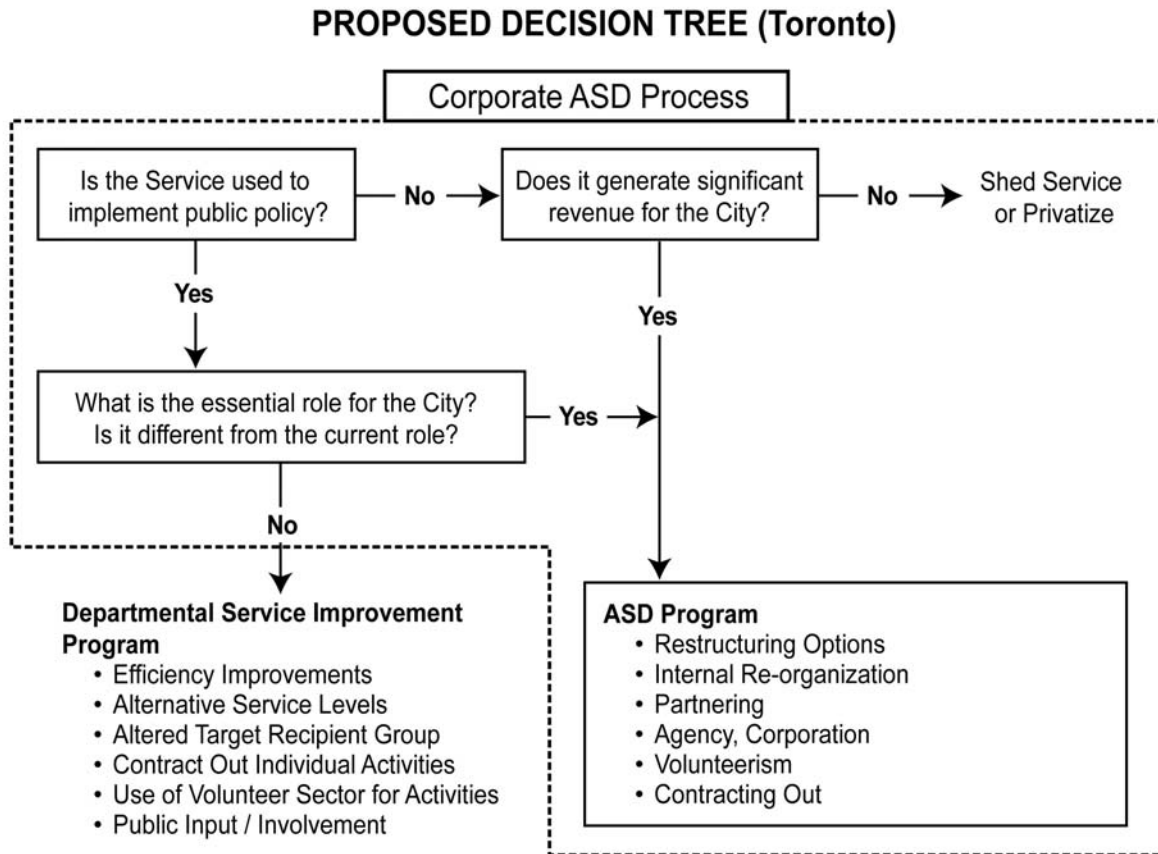 PROPOSED DECISION TREE (Toronto)
Corporate ASD Process
Is the Service used to
implement public policy?
No
Does it generate significant
revenue for the City?
No
Shed Service
or Privatize
Yes
Yes
What is the essential role for the City?
Is it different from the current role?
Yes
No
Departmental Service Improvement
Program
• Efficiency Improvements
• Alternative Service Levels
• Altered Target Recipient Group
• Contract Out Individual Activities
• Use of Volunteer Sector for Activities
• Public Input / Involvement
ASD Program
• Restructuring Options
• Internal Re-organization
• Partnering
• Agency, Corporation
• Volunteerism
• Contracting Out